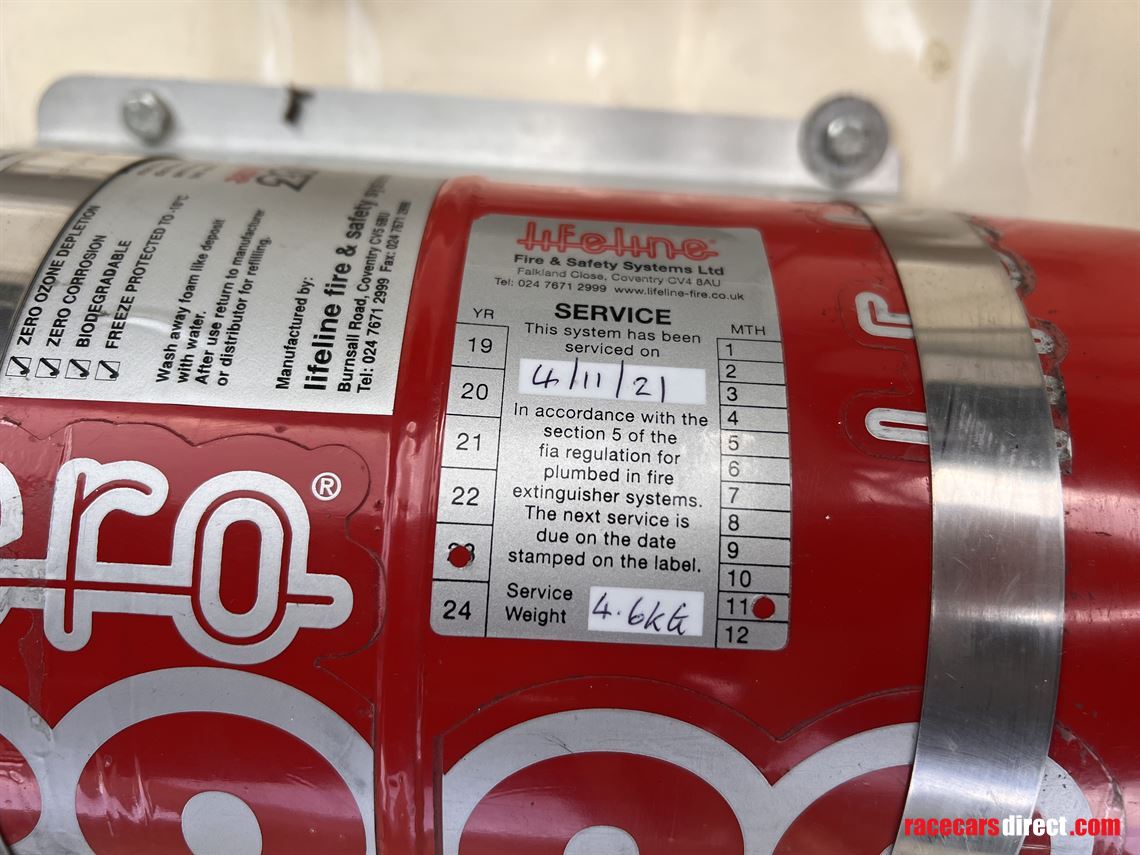 ZERO OZONE DEPLETION
ZERO CORROSION
BIODEGRADABLE
FREEZE PROTECTED TO -10°C
Wash away foam like deposit
with water.
After use return to manufacturer
or distributor for refilling.
Manufactured by:
lifeline fire & safety systems
Burnsall Road, Coventry CV5 6BU
Tel: 024 7671 2999 Fax: 024 7671 2998
lifeline®
Fire & Safety Systems Ltd
Falkland Close, Coventry CV4 8AU
Tel: 024 7671 2999 www.lifeline-fire.co.uk
SERVICE
This system has been
serviced on
4/11/21
In accordance with the
section 5 of the
fia regulation for
plumbed in fire
extinguisher systems.
The next service is
due on the date
stamped on the label.
Service
Weight 4.6KG
YR
19
20
21
22
24
MTH
1
2
3
4
5
6
7
8
9
10
11
12
ero®
racecarsdirect.com